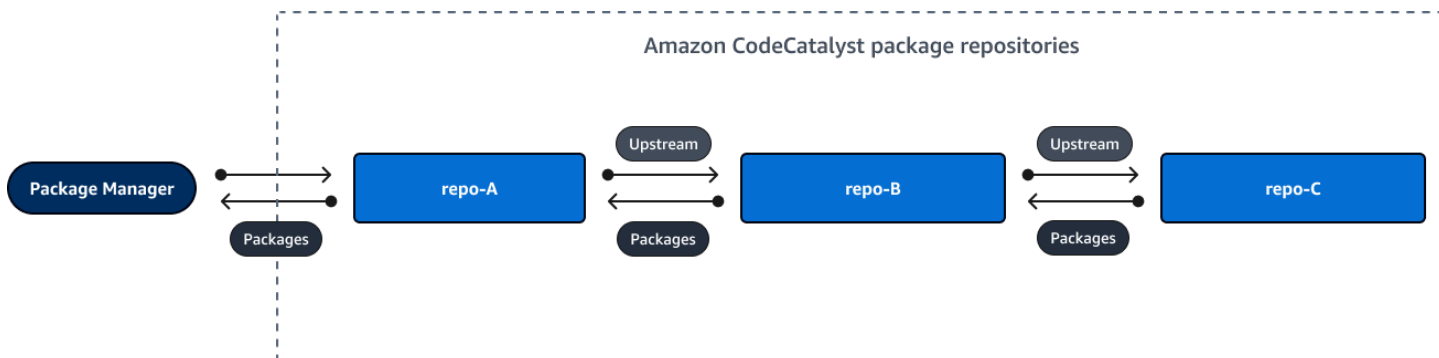 Amazon CodeCatalyst package repositories
Upstream
Upstream
Package Manager
repo-A
repo-B
repo-C
Packages
Packages
Packages